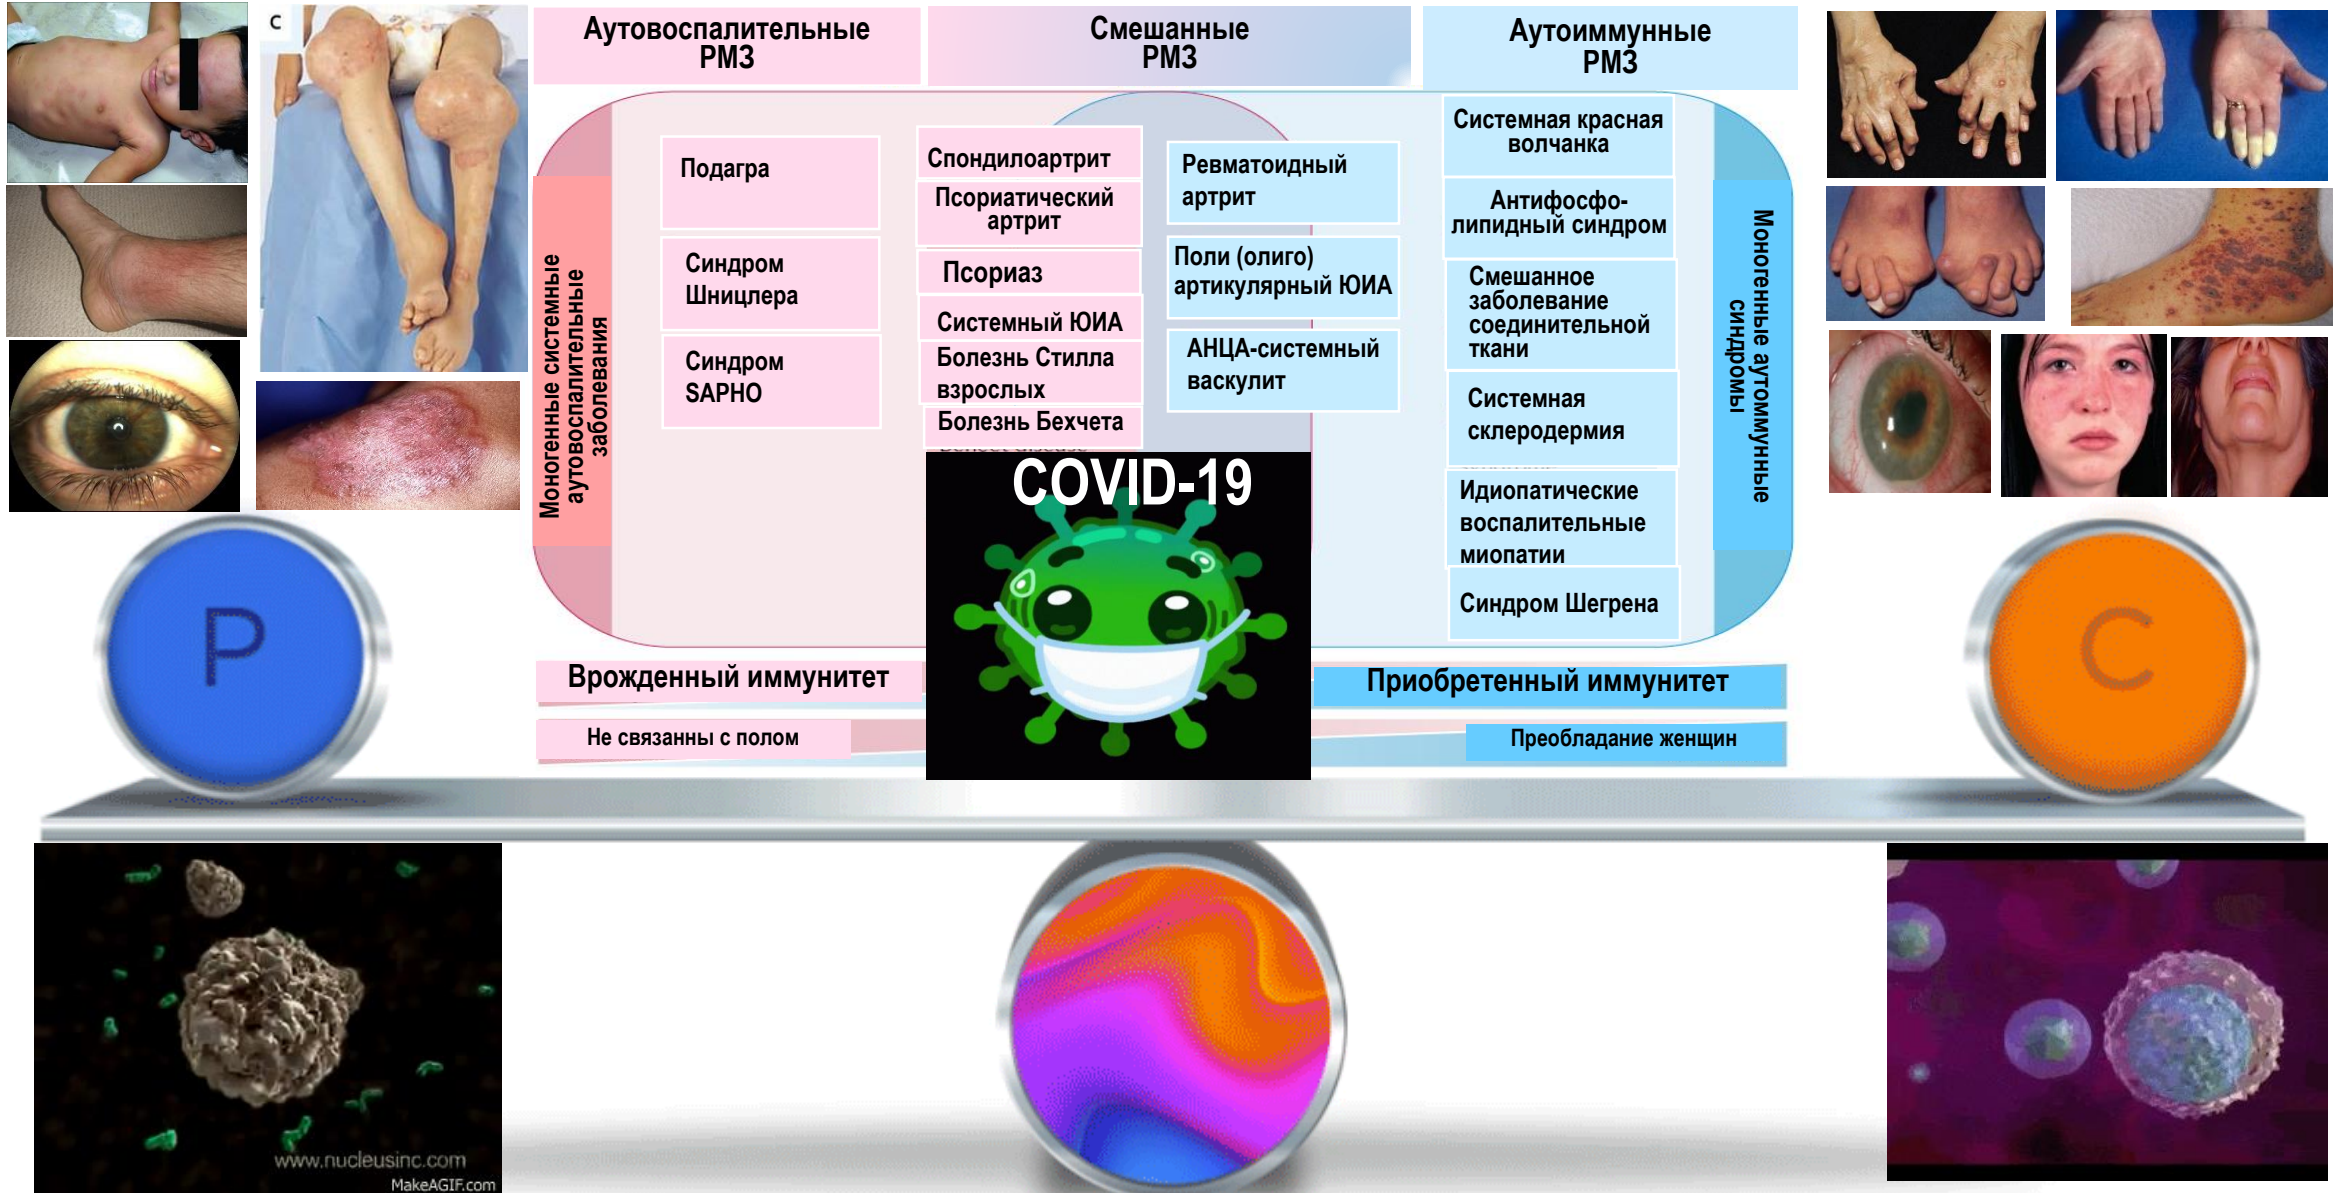 C
Аутовоспалительные
РМЗ
Смешанные
РМЗ
Аутоиммунные
РМЗ
Моногенные системные
аутовоспалительные
заболевания
Подагра
Синдром
Шницлера
Синдром
SAPHO
Спондилоартрит
Псориатический
артрит
Псориаз
Системный ЮИА
Болезнь Стилла
взрослых
Болезнь Бехчета
Ревматоидный
артрит
Поли (олиго)
артикулярный ЮИА
АНЦА-системный
васкулит
Системная красная
волчанка
Антифосфо-
липидный синдром
Смешанное
заболевание
соединительной
ткани
Системная
склеродермия
Идиопатические
воспалительные
миопатии
Синдром Шегрена
Моногенные аутоммунные
синдромы
COVID-19
Врожденный иммунитет
Приобретенный иммунитет
Не связанны с полом
Преобладание женщин
P
C
www.nucleusinc.com
MakeAGIF.com